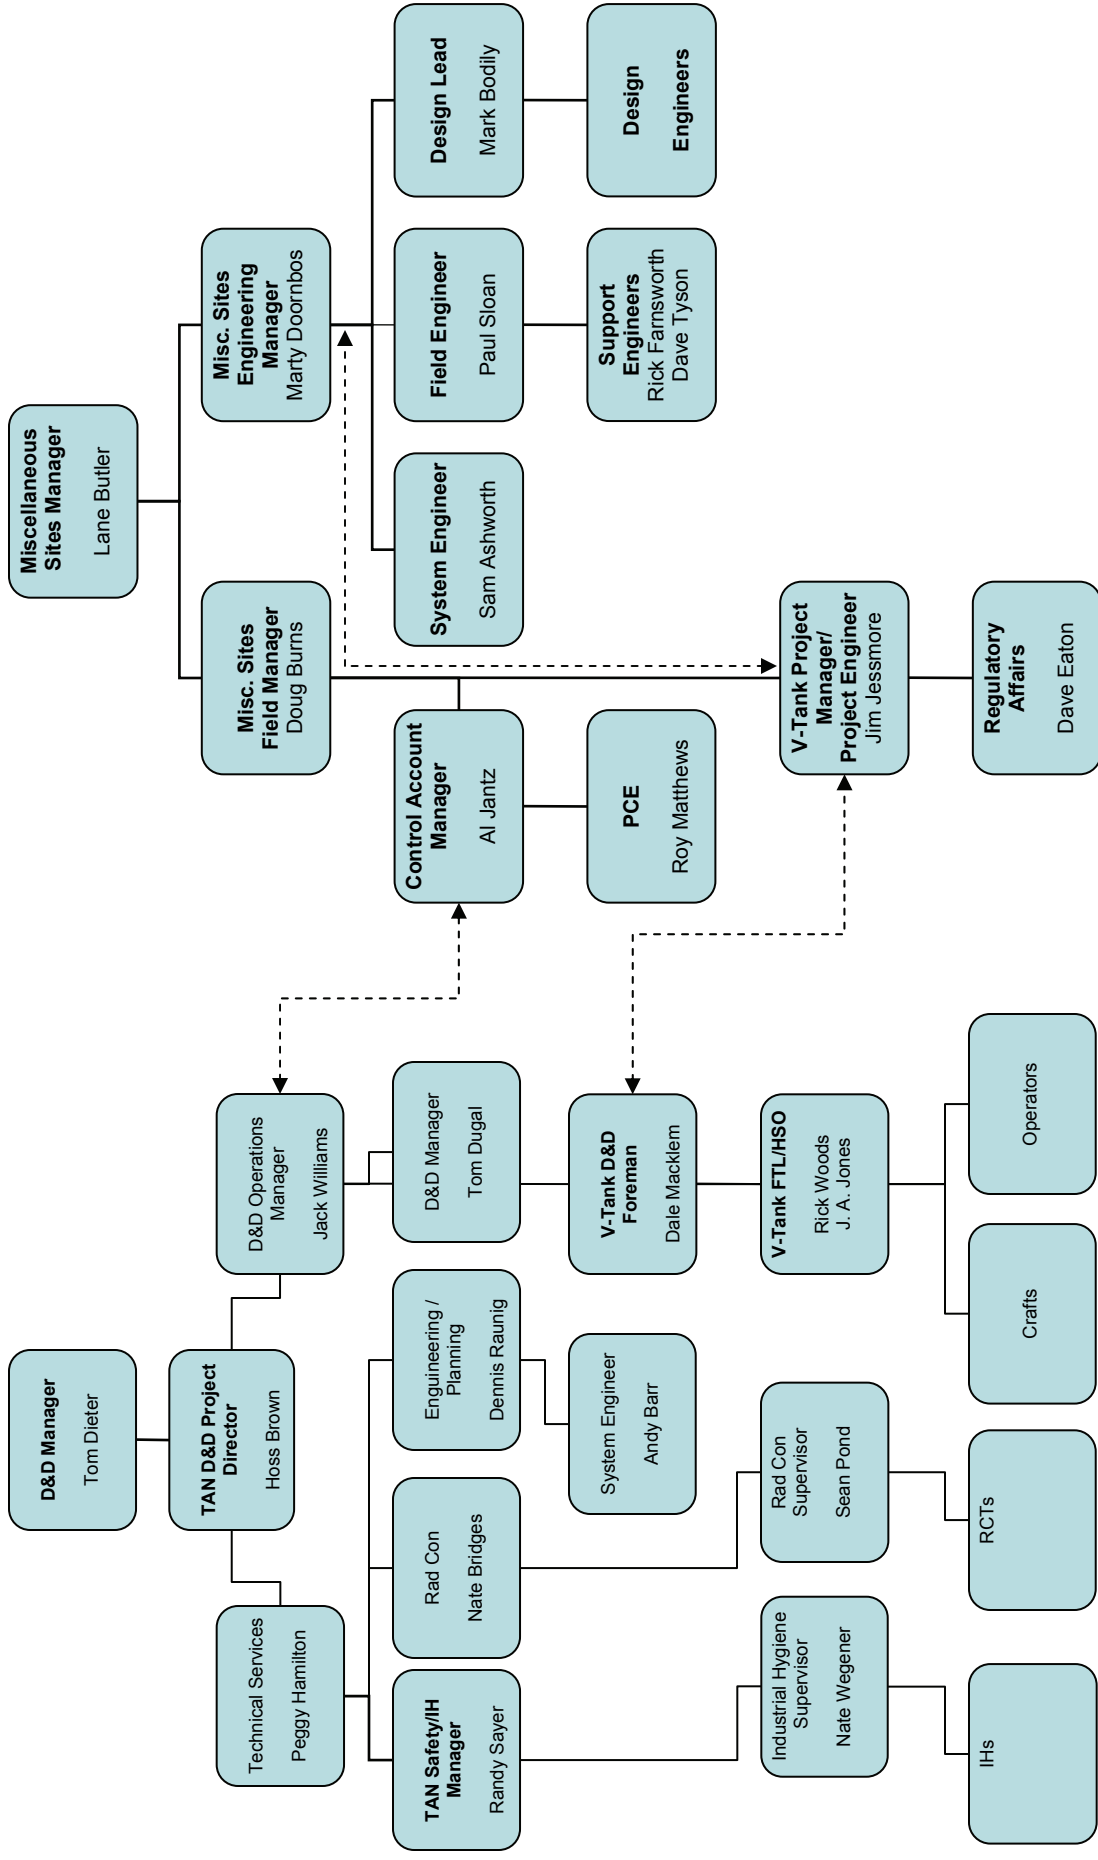 D&D Manager
Tom Dieter
TAN D&D Project
Director
Hoss Brown
Technical Services
Peggy Hamilton
D&D Operations
Manager
Jack Williams
TAN Safety/IH
Manager
Randy Sayer
Rad Con
Nate Bridges
Enguineering /
Planning
Dennis Raunig
D&D Manager
Tom Dugal
System Engineer
Andy Barr
V-Tank D&D
Foreman
Dale Macklem
Industrial Hygiene
Supervisor
Nate Wegener
Rad Con
Supervisor
Sean Pond
V-Tank FTL/HSO
Rick Woods
J. A. Jones
IHs
RCTs
Crafts
Operators
Miscellaneous
Sites Manager
Lane Butler
Misc. Sites
Field Manager
Doug Burns
Misc. Sites
Engineering
Manager
Marty Doornbos
Control Account
Manager
Al Jantz
System Engineer
Sam Ashworth
Field Engineer
Paul Sloan
Design Lead
Mark Bodily
PCE
Roy Matthews
Support
Engineers
Rick Farnsworth
Dave Tyson
Design
Engineers
V-Tank Project
Manager/
Project Engineer
Jim Jessmore
Regulatory
Affairs
Dave Eaton